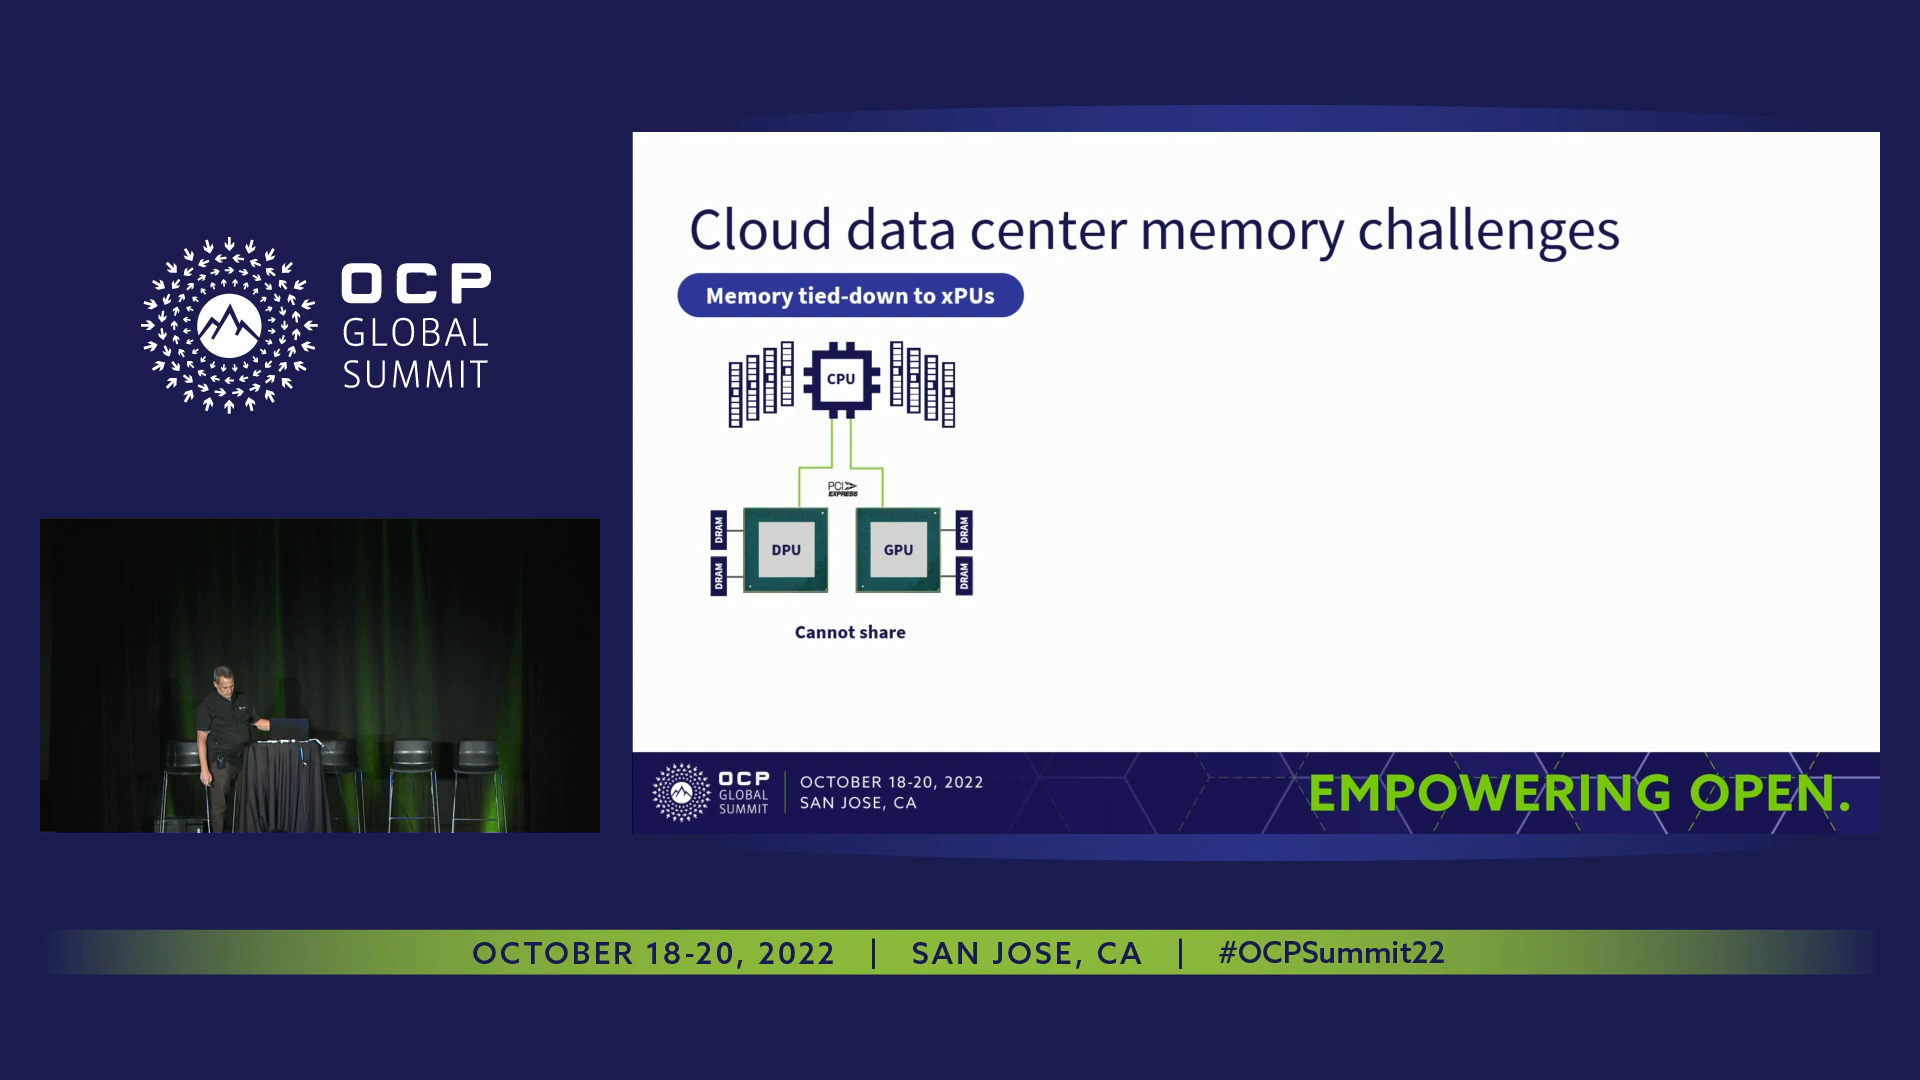 OCP
GLOBAL
SUMMIT
Cloud data center memory challenges
Memory tied-down to xPUs
CPU
PCI
EXPRESS
DRAM
DRAM
DPU
GPU
DRAM
DRAM
Cannot share
OCP
GLOBAL
SUMMIT
OCTOBER 18-20, 2022
SAN JOSE, CA
EMPOWERING OPEN.
OCTOBER 18-20, 2022 | SAN JOSE, CA | #OCPSummit22